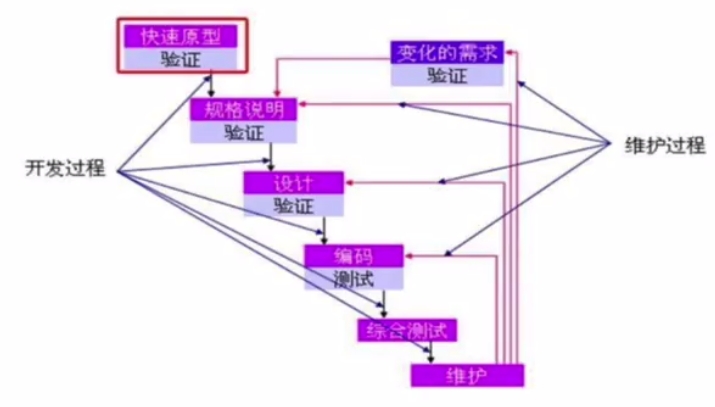 快速原型
验证
变化的需求
验证
规格说明
验证
维护过程
开发过程
设计
验证
编码
测试
综合测试
维护